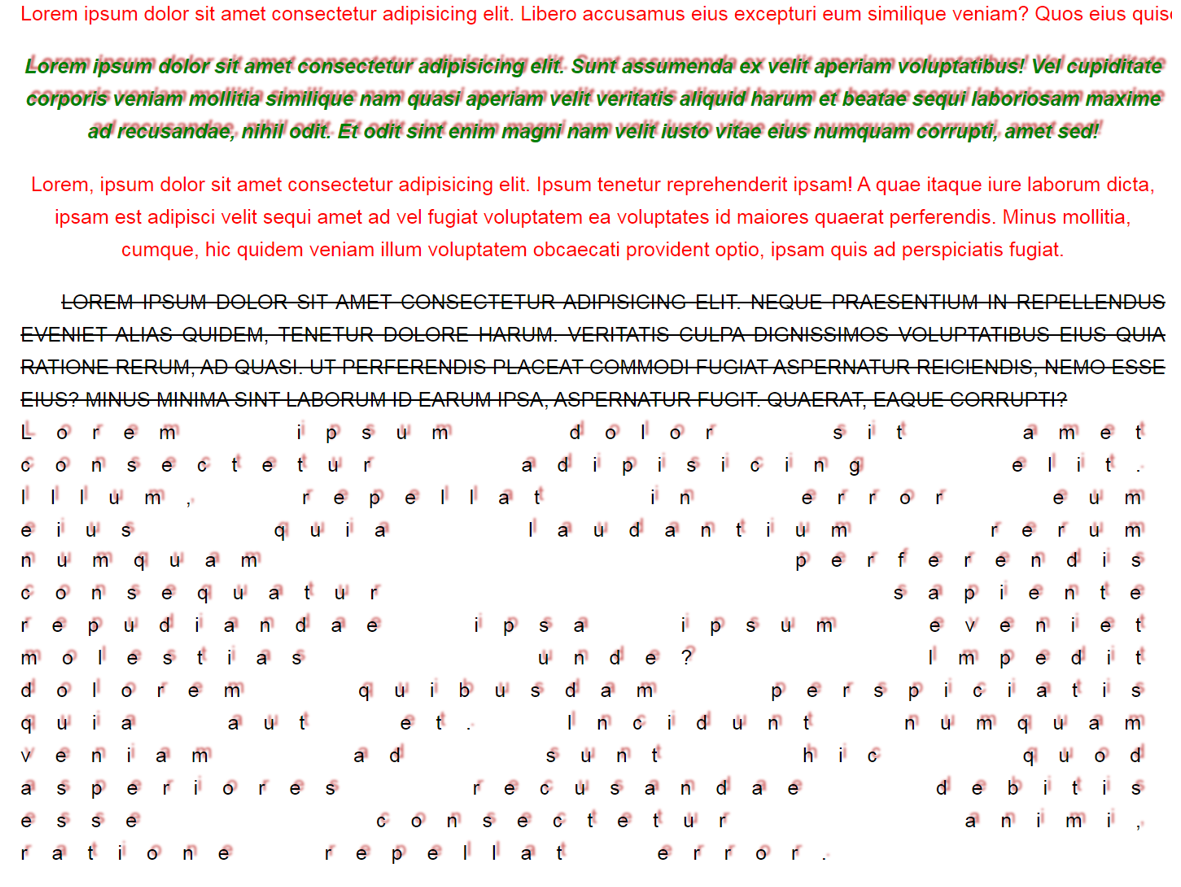 Lorem ipsum dolor sit amet consectetur adipisicing elit. Libero accusamus eius excepturi eum similique veniam? Quos eius quis
Lorem ipsum dolor sit amet consectetur adipisicing elit. Sunt assumenda ex velit aperiam voluptatibus! Vel cupiditate
corporis veniam mollitia similique nam quasi aperiam velit veritatis aliquid harum et beatae sequi laboriosam maxime
ad recusandae, nihil odit. Et odit sint enim magni nam velit iusto vitae eius numquam corrupti, amet sed!
Lorem, ipsum dolor sit amet consectetur adipisicing elit. Ipsum tenetur reprehenderit ipsam! A quae itaque iure laborum dicta,
ipsam est adipisci velit sequi amet ad vel fugiat voluptatem ea voluptates id maiores quaerat perferendis. Minus mollitia,
cumque, hic quidem veniam illum voluptatem obcaecati provident optio, ipsam quis ad perspiciatis fugiat.
LOREM IPSUM DOLOR SIT AMET CONSECTETUR ADIPISICING ELIT. NEQUE PRAESENTIUM IN REPELLENDUS
EVENIET ALIAS QUIDEM, TENETUR DOLORE HARUM. VERITATIS CULPA DIGNISSIMOS VOLUPTATIBUS EIUS QUIA
RATIONE RERUM, AD QUASI. UT PERFERENDIS PLACEAT COMMODI FUGIAT ASPERNATUR REICIENDIS, NEMO ESSE
EIUS? MINUS MINIMA SINT LABORUM ID EARUM IPSA, ASPERNATUR FUGIT. QUAERAT, EAQUE CORRUPTI?
Lorem ipsum dolor sit amet
consectetur adipisicing elit.
Illum, repellat in error eum
eius quia laudantium rerum
numquam perferendis
consequatur sapiente
repudiandae ipsa ipsum eveniet
molestias unde? Impedit
dolorem quibusdam perspiciatis
quia aut et. Incidunt numquam
veniam ad sunt hic quod
asperiores recusandae debitis
esse consectetur animi,
ratione repellat error.